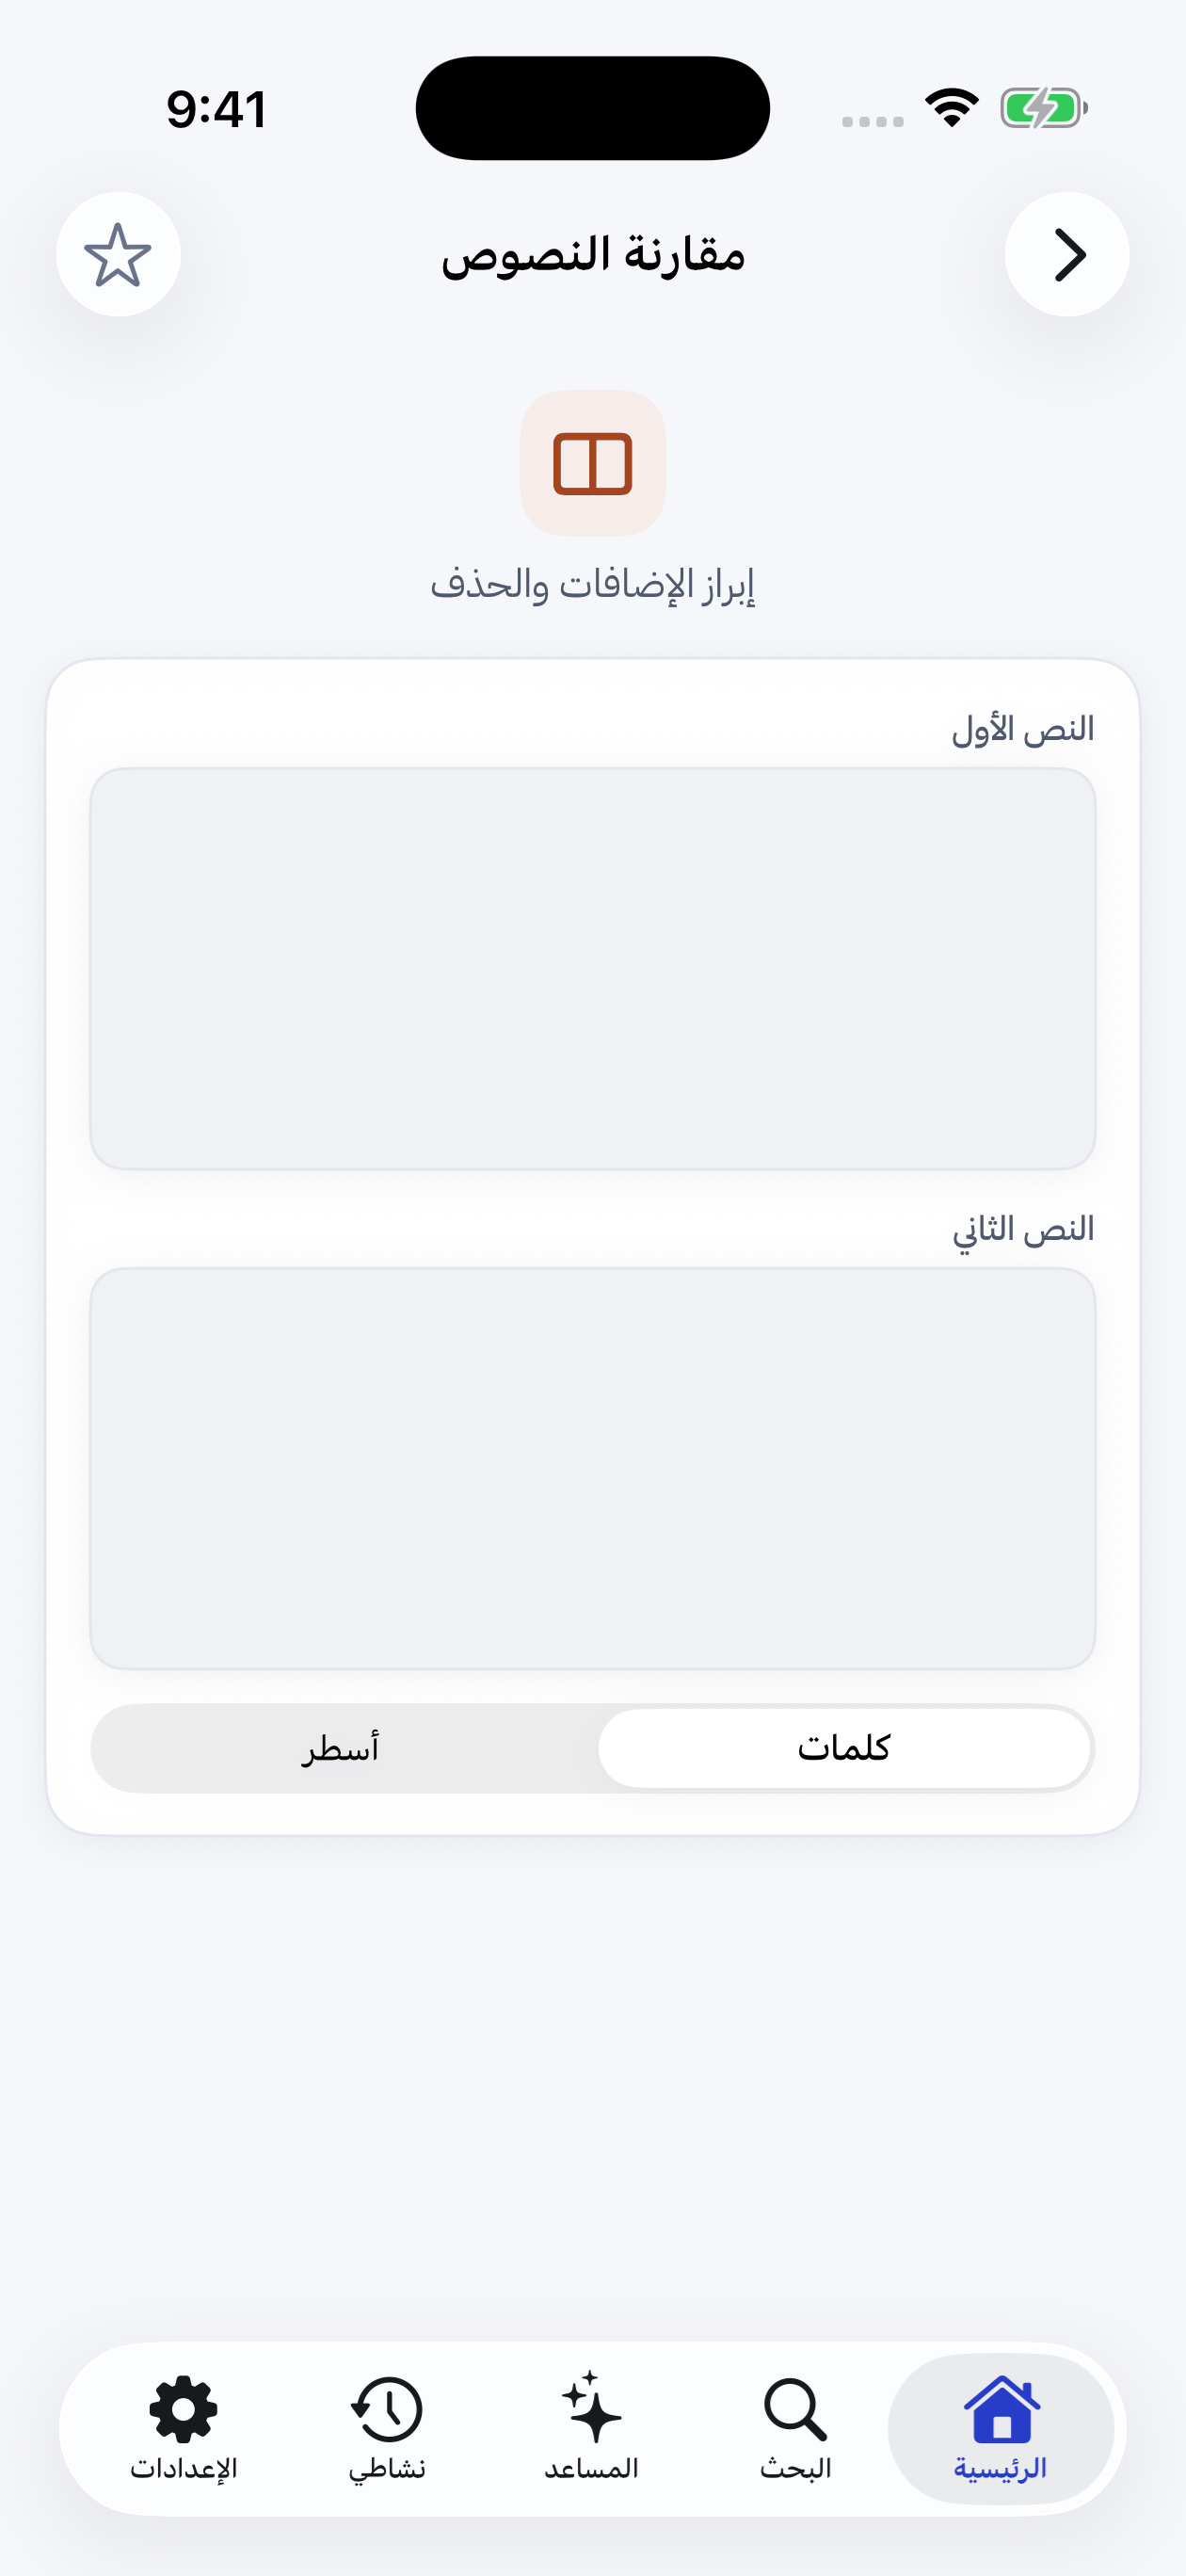 9:41
مقارنة النصوص
إبراز الإضافات والحذف
النص الأول
النص الثاني
كلمات
أسطر
الرئيسية
البحث
المساعد
نشاطي
الإعدادات